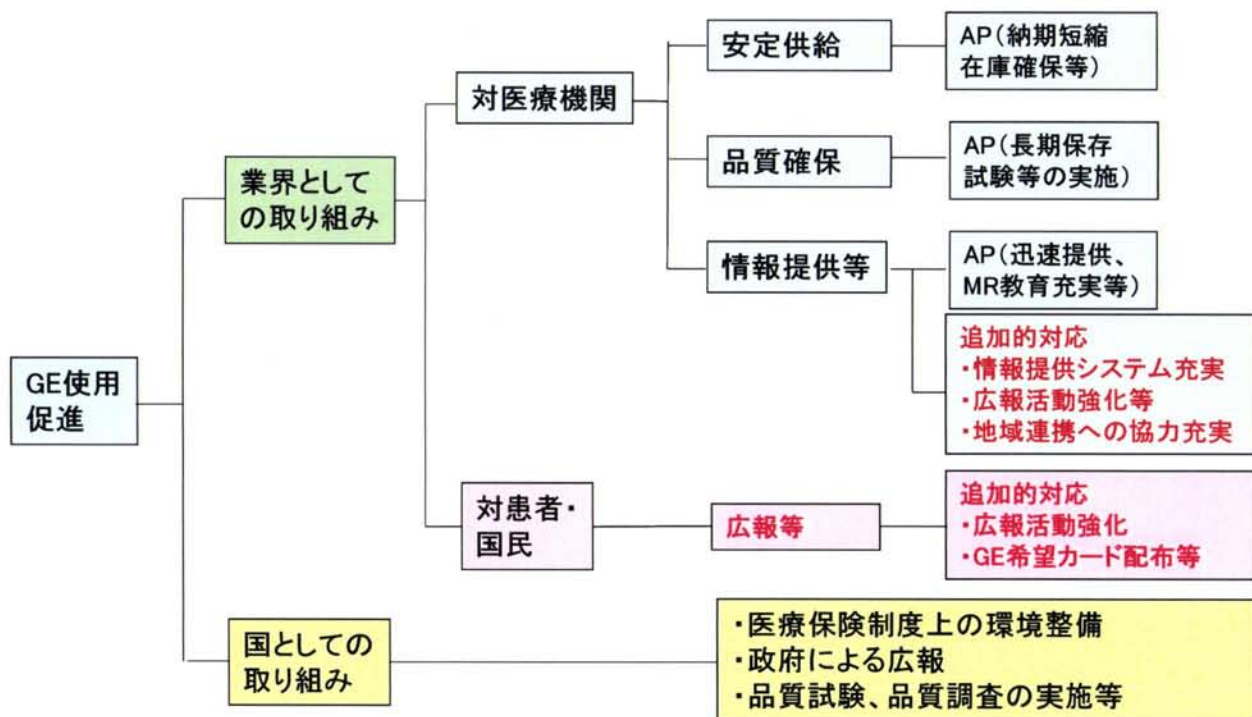 GE使用
促進
業界として
の取り組み
対医療機関
安定供給
AP(納期短縮
在庫確保等)
品質確保
AP(長期保存
試験等の実施)
情報提供等
AP(迅速提供、
MR教育充実等)
追加的対応
・情報提供システム充実
・広報活動強化等
・地域連携への協力充実
対患者・
国民
広報等
追加的対応
・広報活動強化
・GE希望カード配布等
国としての
取り組み
・医療保険制度上の環境整備
・政府による広報
・品質試験、品質調査の実施等